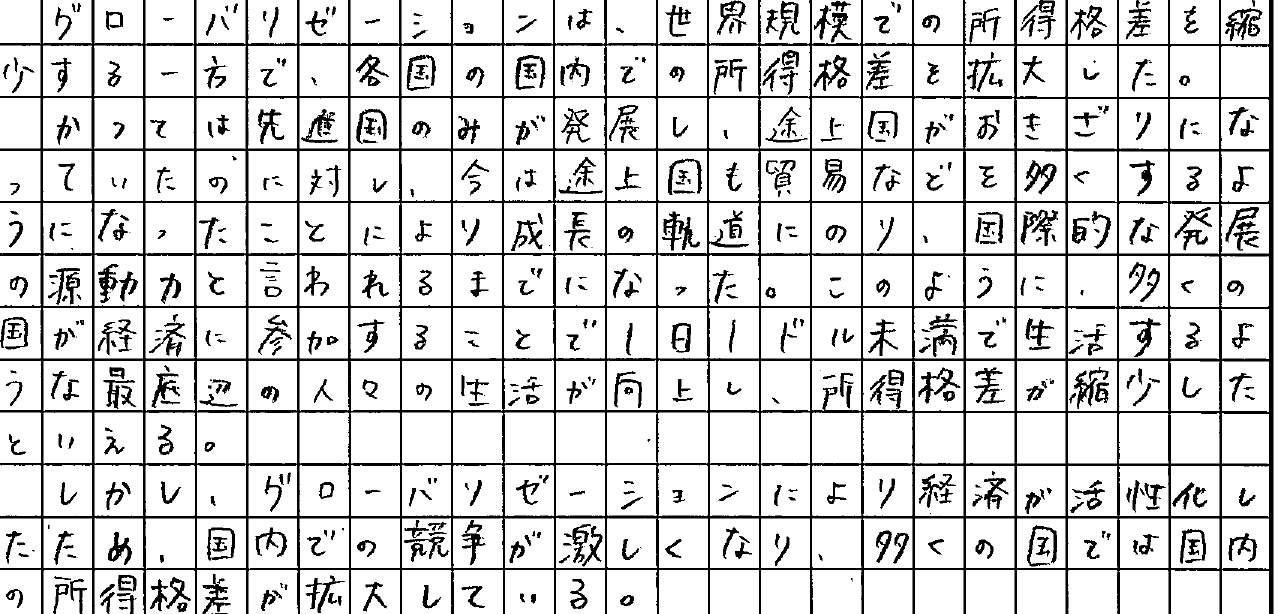 グローバリゼーションは、世界規模での所得格差を縮
少する一方で、各国の国内での所得格差を拡大した。
かつては先進国のみが発展し、途上国がおきざりにな
っていたのに対し、今は途上国も貿易などを多くするよ
うになったことにより成長の軌道にのり、国際的な発展
の源動力と言われるまでになった。このように、多くの
国が経済に参加することで1日1ドル未満で生活するよ
うな最底辺の人々の生活が向上し、所得格差が縮少した
といえる。
しかし、グローバリゼーションにより経済が活性化し
たため、国内での競争が激しくなり、多くの国では国内
の所得格差が拡大している。